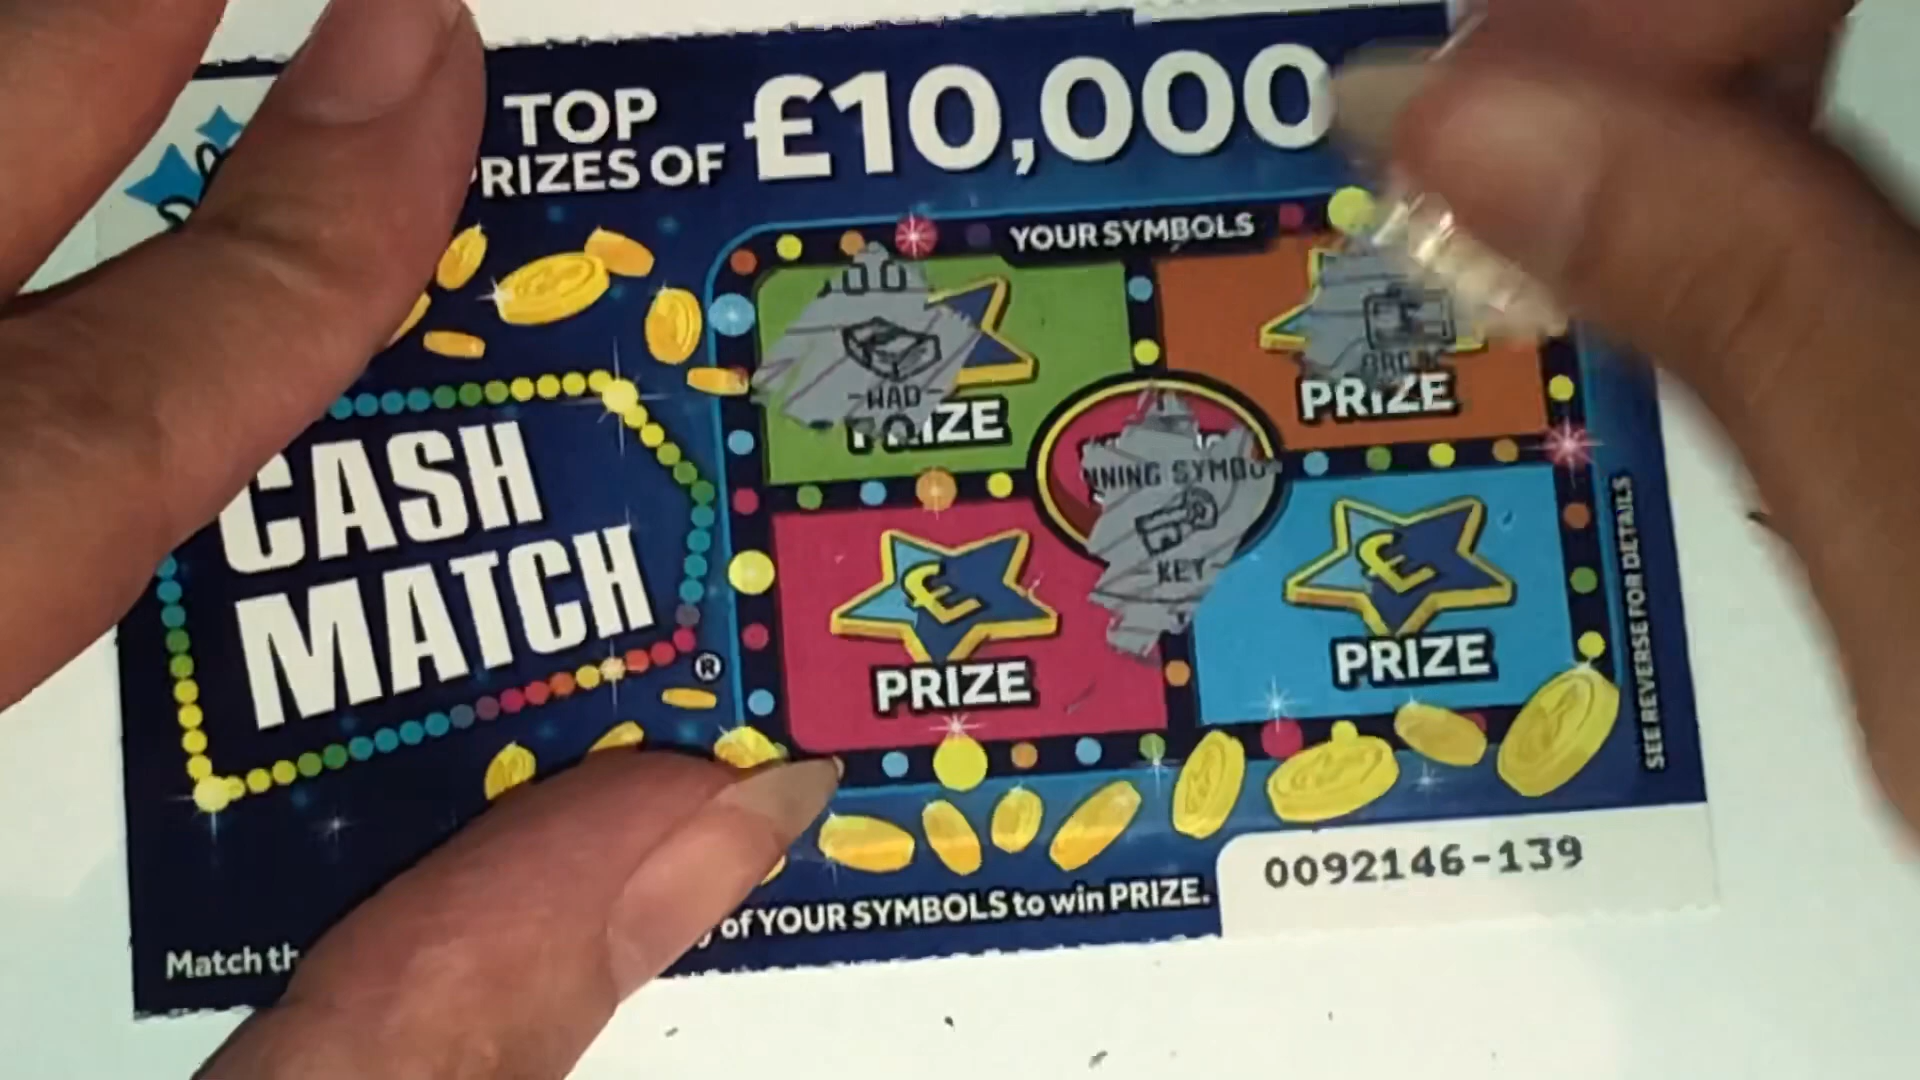 TOP
PRIZES OF £10,000
YOUR SYMBOLS
WAD
PRIZE
PRIZE
CASH
MATCH
®
KEY
PRIZE
PRIZE
SEE REVERSE FOR DETAILS
0092146-139
Match
of YOUR SYMBOLS to win PRIZE.